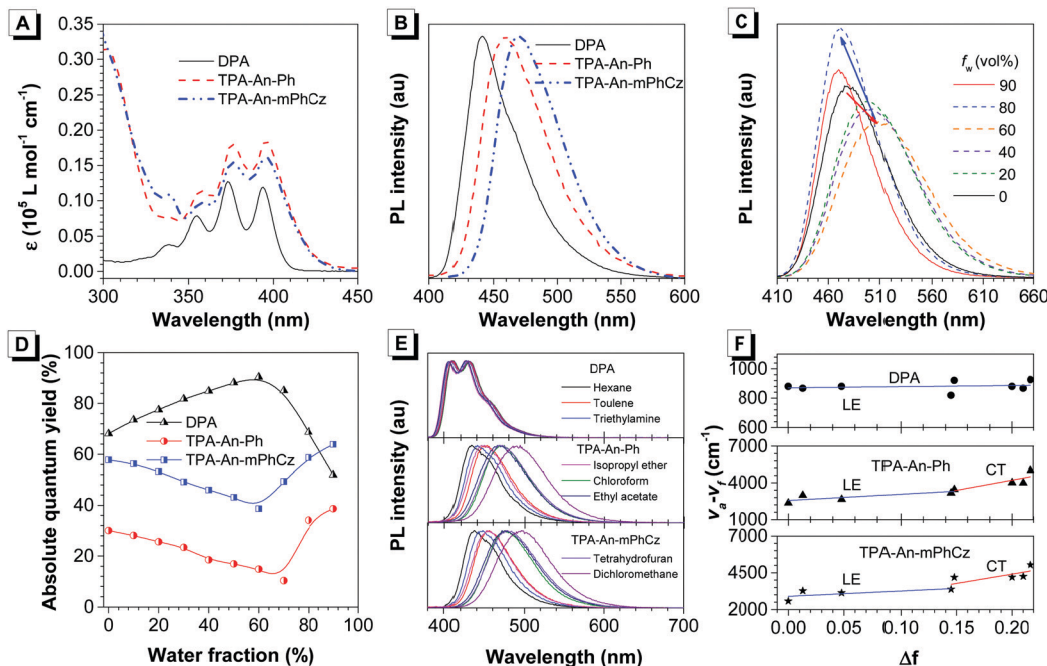 A
DPA
TPA-An-Ph
TPA-An-mPhCz
ε (10⁵ L mol⁻¹ cm⁻¹)
0.35
0.30
0.25
0.20
0.15
0.10
0.05
0.00
300 350 400 450
Wavelength (nm)
B
DPA
TPA-An-Ph
TPA-An-mPhCz
PL intensity (au)
400 450 500 550 600
Wavelength (nm)
C
f_w (vol%)
90
80
60
40
20
0
PL intensity (au)
410 460 510 560 610 660
Wavelength (nm)
D
Absolute quantum yield (%)
100
80
60
40
20
0
DPA
TPA-An-Ph
TPA-An-mPhCz
0 20 40 60 80 100
Water fraction (%)
E
PL intensity (au)
DPA
Hexane
Toulene
Triethylamine
TPA-An-Ph
Isopropyl ether
Chloroform
Ethyl acetate
TPA-An-mPhCz
Tetrahydrofuran
Dichloromethane
400 500 600 700
Wavelength (nm)
F
ν_a-ν_f (cm⁻¹)
1000
800
600
DPA
LE
7000
4000
1000
TPA-An-Ph
LE
CT
7000
4500
2000
TPA-An-mPhCz
LE
CT
0.00 0.05 0.10 0.15 0.20
Δf